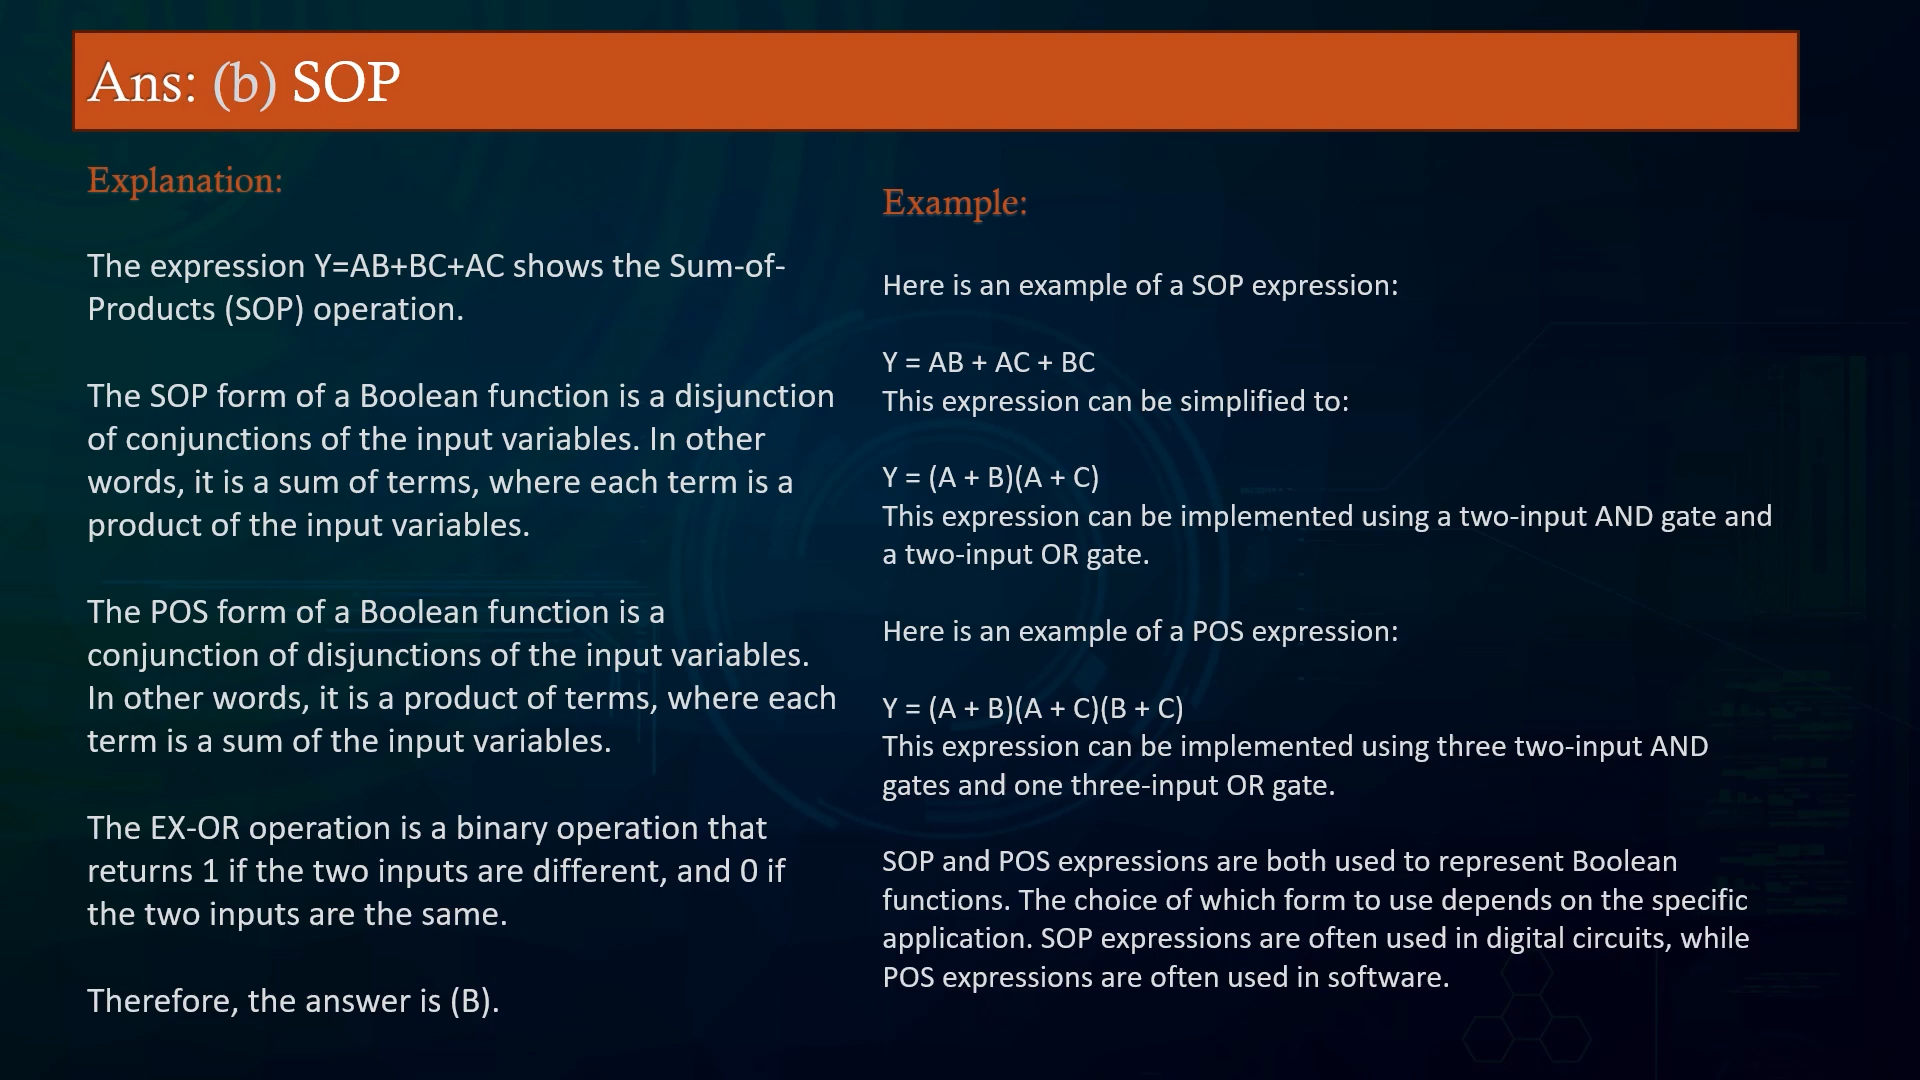 Ans: (b) SOP
Explanation:
The expression Y=AB+BC+AC shows the Sum-of-
Products (SOP) operation.
The SOP form of a Boolean function is a disjunction
of conjunctions of the input variables. In other
words, it is a sum of terms, where each term is a
product of the input variables.
The POS form of a Boolean function is a
conjunction of disjunctions of the input variables.
In other words, it is a product of terms, where each
term is a sum of the input variables.
The EX-OR operation is a binary operation that
returns 1 if the two inputs are different, and 0 if
the two inputs are the same.
Therefore, the answer is (B).
Example:
Here is an example of a SOP expression:
Y = AB + AC + BC
This expression can be simplified to:
Y = (A + B)(A + C)
This expression can be implemented using a two-input AND gate and
a two-input OR gate.
Here is an example of a POS expression:
Y = (A + B)(A + C)(B + C)
This expression can be implemented using three two-input AND
gates and one three-input OR gate.
SOP and POS expressions are both used to represent Boolean
functions. The choice of which form to use depends on the specific
application. SOP expressions are often used in digital circuits, while
POS expressions are often used in software.